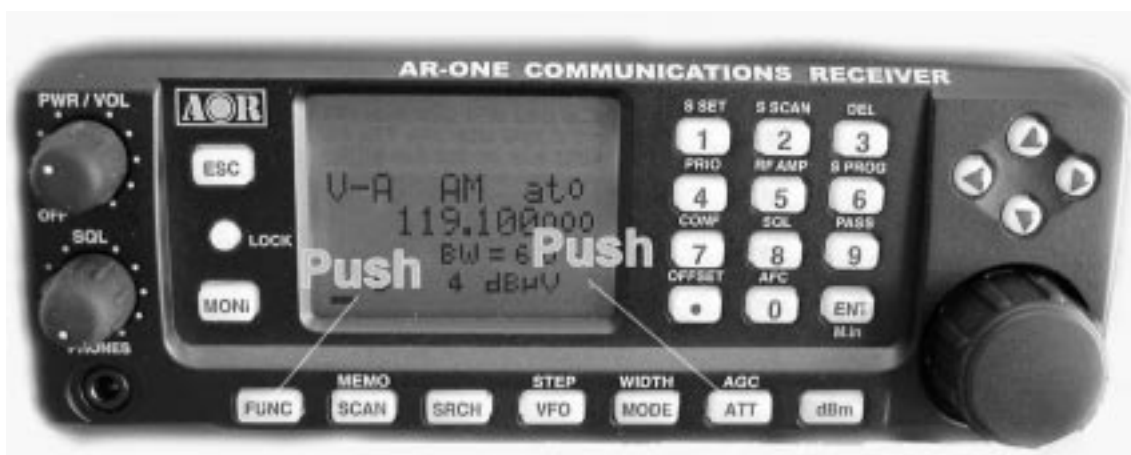 AR-ONE COMMUNICATIONS RECEIVER
PWR / VOL
AOR
OFF
ESC
SQL
LOCK
MONi
PHONES
V-A AM ato
119.100000
BW = 6
4 dBµV
Push
Push
S SET S SCAN DEL
1 2 3
PRIO RF AMP S PROG
4 5 6
CONF SQL PASS
7 8 9
OFFSET AFC
• 0 ENT
M.in
MEMO STEP WIDTH AGC
FUNC SCAN SRCH VFO MODE ATT dBm